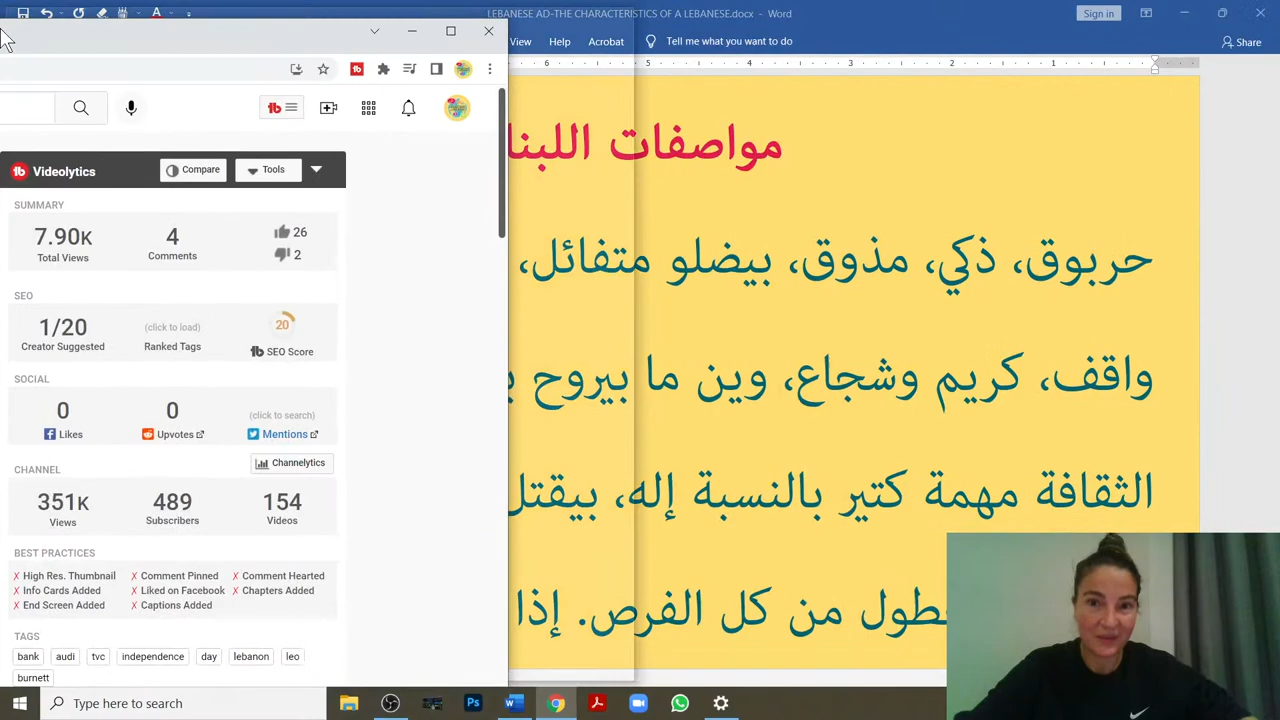 LEBANESE AD-THE CHARACTERISTICS OF A LEBANESE.docx - Word
Sign in
View Help Acrobat Tell me what you want to do
Share
6 5 4 3 2 1
مواصفات
حربوق، ذكي، مذوق، بيضلو متفائل،
واقف، كريم وشجاع، وين ما بيروح
الثقافة مهمة كتير بالنسبة إله، بيقتل
من كل الفرص. إذا
Videolytics
Compare
Tools
SUMMARY
7.90K
Total Views
4
Comments
26
2
SEO
1/20
Creator Suggested
(click to load)
Ranked Tags
20
SEO Score
SOCIAL
0
Likes
0
Upvotes
(click to search)
Mentions
CHANNEL
Channelytics
351K
Views
489
Subscribers
154
Videos
BEST PRACTICES
X High Res. Thumbnail X Comment Pinned X Comment Hearted
X Info Cards Added X Liked on Facebook X Chapters Added
X End Screen Added X Captions Added
TAGS
bank audi tvc independence day lebanon leo
burnett
Type here to search